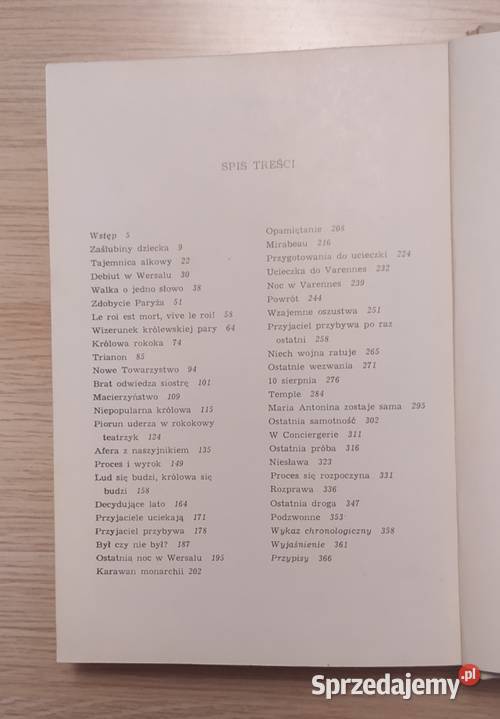 SPIS TREŚCI
Wstęp 5
Zaślubiny dziecka 9
Tajemnica alkowy 22
Debiut w Wersalu 30
Walka o jedno słowo 38
Zdobycie Paryża 51
Le roi est mort, vive le roi! 58
Wizerunek królewskiej pary 64
Królowa rokoka 74
Trianon 85
Nowe Towarzystwo 94
Brat odwiedza siostrę 101
Macierzyństwo 109
Niepopularna królowa 115
Piorun uderza w rokokowy
teatrzyk 124
Afera z naszyjnikiem 135
Proces i wyrok 149
Lud się budzi, królowa się
budzi 158
Decydujące lato 164
Przyjaciele uciekają 171
Przyjaciel przybywa 178
Był czy nie był? 187
Ostatnia noc w Wersalu 195
Karawan monarchii 202
Opamiętanie 208
Mirabeau 216
Przygotowania do ucieczki 224
Ucieczka do Varennes 232
Noc w Varennes 239
Powrót 244
Wzajemne oszustwa 251
Przyjaciel przybywa po raz
ostatni 258
Niech wojna ratuje 265
Ostatnie wezwania 271
10 sierpnia 276
Temple 284
Maria Antonina zostaje sama 295
Ostatnia samotność 302
W Conciergerie 311
Ostatnia próba 316
Niesława 323
Proces się rozpoczyna 331
Rozprawa 336
Ostatnia droga 347
Podzwonne 353
Wykaz chronologiczny 358
Wyjaśnienie 361
Przypisy 366
Sprzedajemy.pl